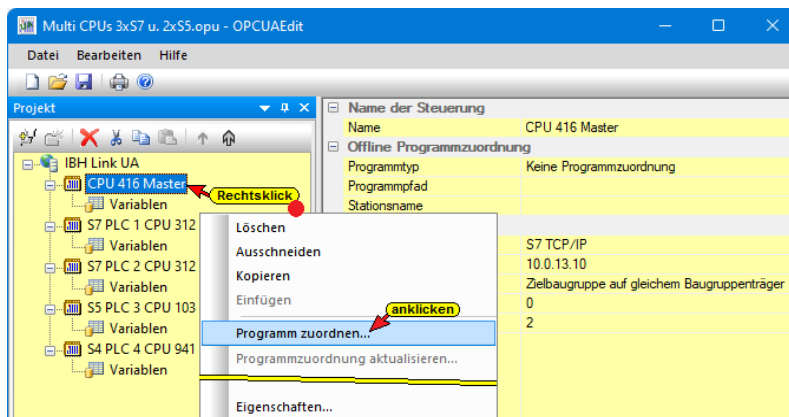 Multi CPUs 3xS7 u. 2xS5.opu - OPCUAEdit
Datei Bearbeiten Hilfe
Projekt
IBH Link UA
CPU 416 Master
Variablen
S7 PLC 1 CPU 312
Variablen
S7 PLC 2 CPU 312
Variablen
S5 PLC 3 CPU 103
Variablen
S4 PLC 4 CPU 941
Variablen
Rechtsklick
Löschen
Ausschneiden
Kopieren
Einfügen
anklicken
Programm zuordnen...
Programmzuordnung aktualisieren...
Eigenschaften...
Name der Steuerung
Name CPU 416 Master
Offline Programmzuordnung
Programmtyp Keine Programmzuordnung
Programmpfad
Stationsname
S7 TCP/IP
10.0.13.10
Zielbaugruppe auf gleichem Baugruppenträger
0
2